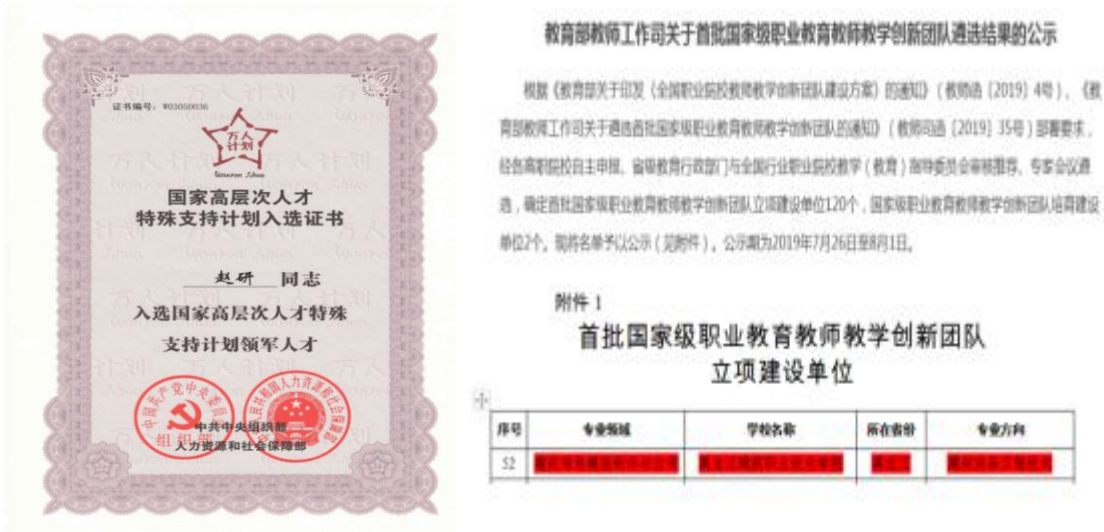 证书编号： W03050036
万人
计划
Wanren Jihua
国家高层次人才
特殊支持计划入选证书
赵研 同志
入选国家高层次人才特殊
支持计划领军人才
中共中央组织部
人力资源和社会保障部
教育部教师工作司关于首批国家级职业教育教师教学创新团队遴选结果的公示
根据《教育部关于印发〈全国职业院校教师教学创新团队建设方案〉的通知》（教师函〔2019〕4号）、《教
育部教师工作司关于遴选首批国家级职业教育教师教学创新团队的通知》（教师司函〔2019〕35号）部署要求，
经各高职院校自主申报、省级教育行政部门与全国行业职业院校教学（教育）指导委员会审核推荐、专家会议遴
选，确定首批国家级职业教育教师教学创新团队立项建设单位120个，国家级职业教育教师教学创新团队培育建设
单位2个。现将名单予以公示（见附件），公示期为2019年7月26日至8月1日。
附件 1
首批国家级职业教育教师教学创新团队
立项建设单位
序号 专业领域 学校名称 所在省份 专业方向
52